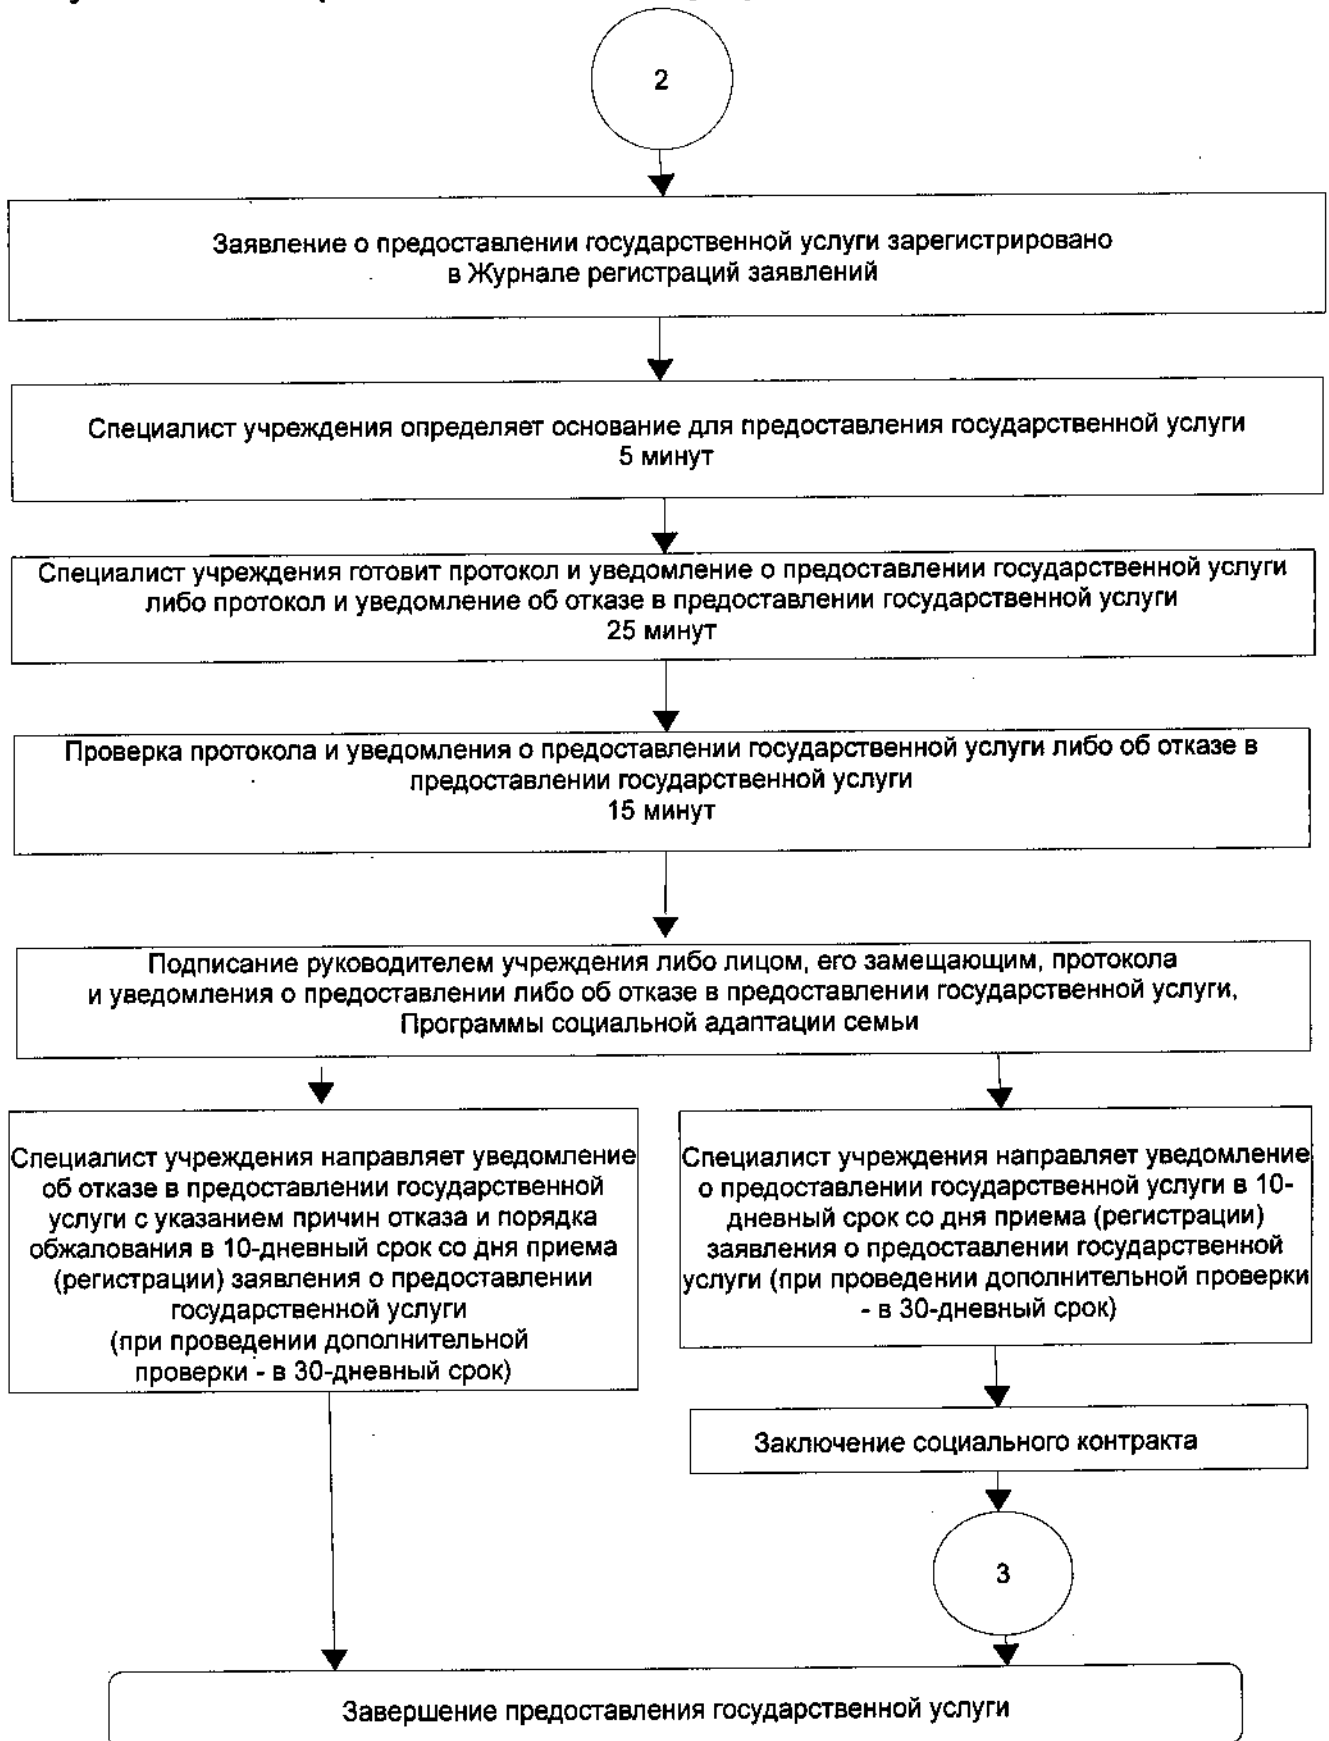 2
Заявление о предоставлении государственной услуги зарегистрировано
в Журнале регистраций заявлений
Специалист учреждения определяет основание для предоставления государственной услуги
5 минут
Специалист учреждения готовит протокол и уведомление о предоставлении государственной услуги
либо протокол и уведомление об отказе в предоставлении государственной услуги
25 минут
Проверка протокола и уведомления о предоставлении государственной услуги либо об отказе в
предоставлении государственной услуги
15 минут
Подписание руководителем учреждения либо лицом, его замещающим, протокола
и уведомления о предоставлении либо об отказе в предоставлении государственной услуги,
Программы социальной адаптации семьи
Специалист учреждения направляет уведомление
об отказе в предоставлении государственной
услуги с указанием причин отказа и порядка
обжалования в 10-дневный срок со дня приема
(регистрации) заявления о предоставлении
государственной услуги
(при проведении дополнительной
проверки - в 30-дневный срок)
Специалист учреждения направляет уведомление
о предоставлении государственной услуги в 10-
дневный срок со дня приема (регистрации)
заявления о предоставлении государственной
услуги (при проведении дополнительной проверки
- в 30-дневный срок)
Заключение социального контракта
3
Завершение предоставления государственной услуги